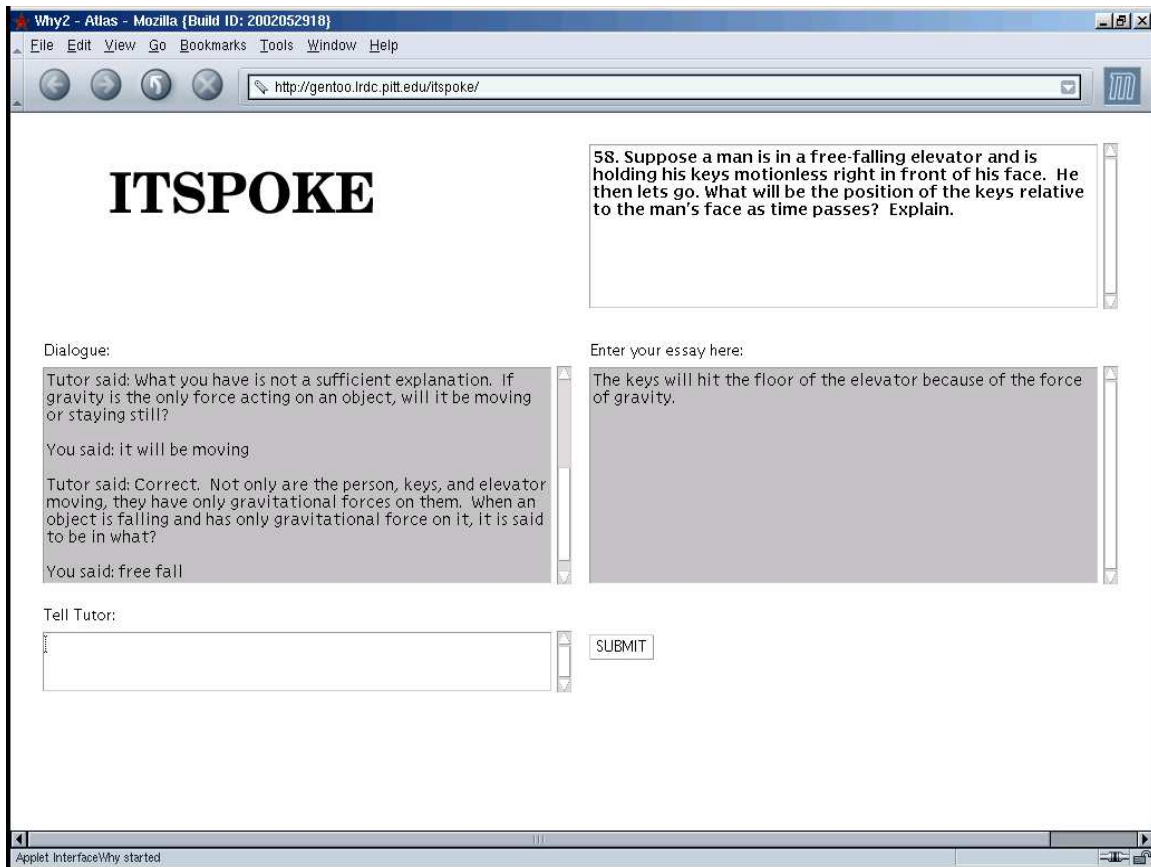 Why2 - Atlas - Mozilla {Build ID: 2002052918}
File Edit View Go Bookmarks Tools Window Help
http://gentoo.lrdc.pitt.edu/itspoke/
ITSPOKE
58. Suppose a man is in a free-falling elevator and is
holding his keys motionless right in front of his face. He
then lets go. What will be the position of the keys relative
to the man's face as time passes? Explain.
Dialogue:
Tutor said: What you have is not a sufficient explanation. If
gravity is the only force acting on an object, will it be moving
or staying still?
You said: it will be moving
Tutor said: Correct. Not only are the person, keys, and elevator
moving, they have only gravitational forces on them. When an
object is falling and has only gravitational force on it, it is said
to be in what?
You said: free fall
Enter your essay here:
The keys will hit the floor of the elevator because of the force
of gravity.
Tell Tutor:
SUBMIT
Applet InterfaceWhy started